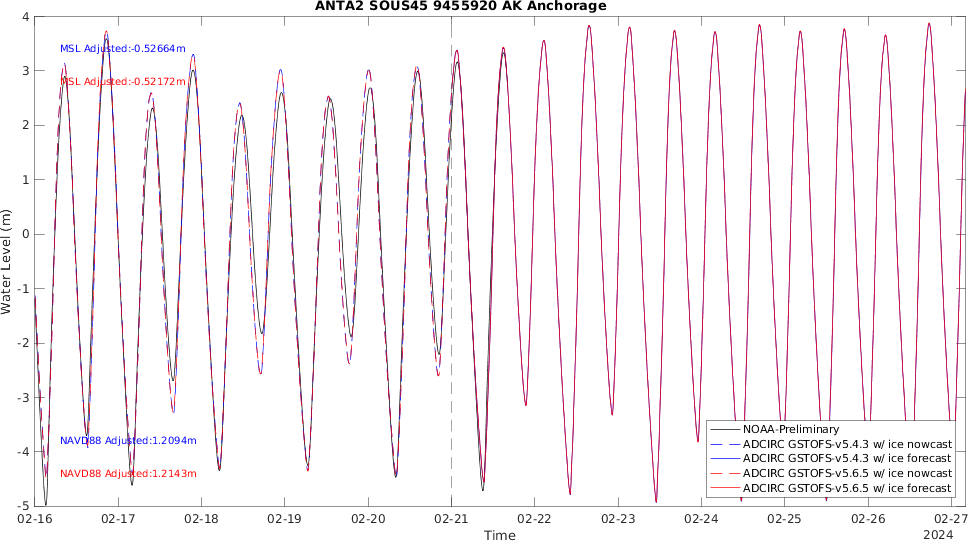 ANTA2 SOUS45 9455920 AK Anchorage
4
3
2
1
0
-1
-2
-3
-4
-5
Water Level (m)
MSL Adjusted:-0.52664m
MSL Adjusted:-0.52172m
NAVD88 Adjusted:1.2094m
NAVD88 Adjusted:1.2143m
NOAA-Preliminary
ADCIRC GSTOFS-v5.4.3 w/ ice nowcast
ADCIRC GSTOFS-v5.4.3 w/ ice forecast
ADCIRC GSTOFS-v5.6.5 w/ ice nowcast
ADCIRC GSTOFS-v5.6.5 w/ ice forecast
02-16 02-17 02-18 02-19 02-20 02-21 02-22 02-23 02-24 02-25 02-26 02-27
Time
2024